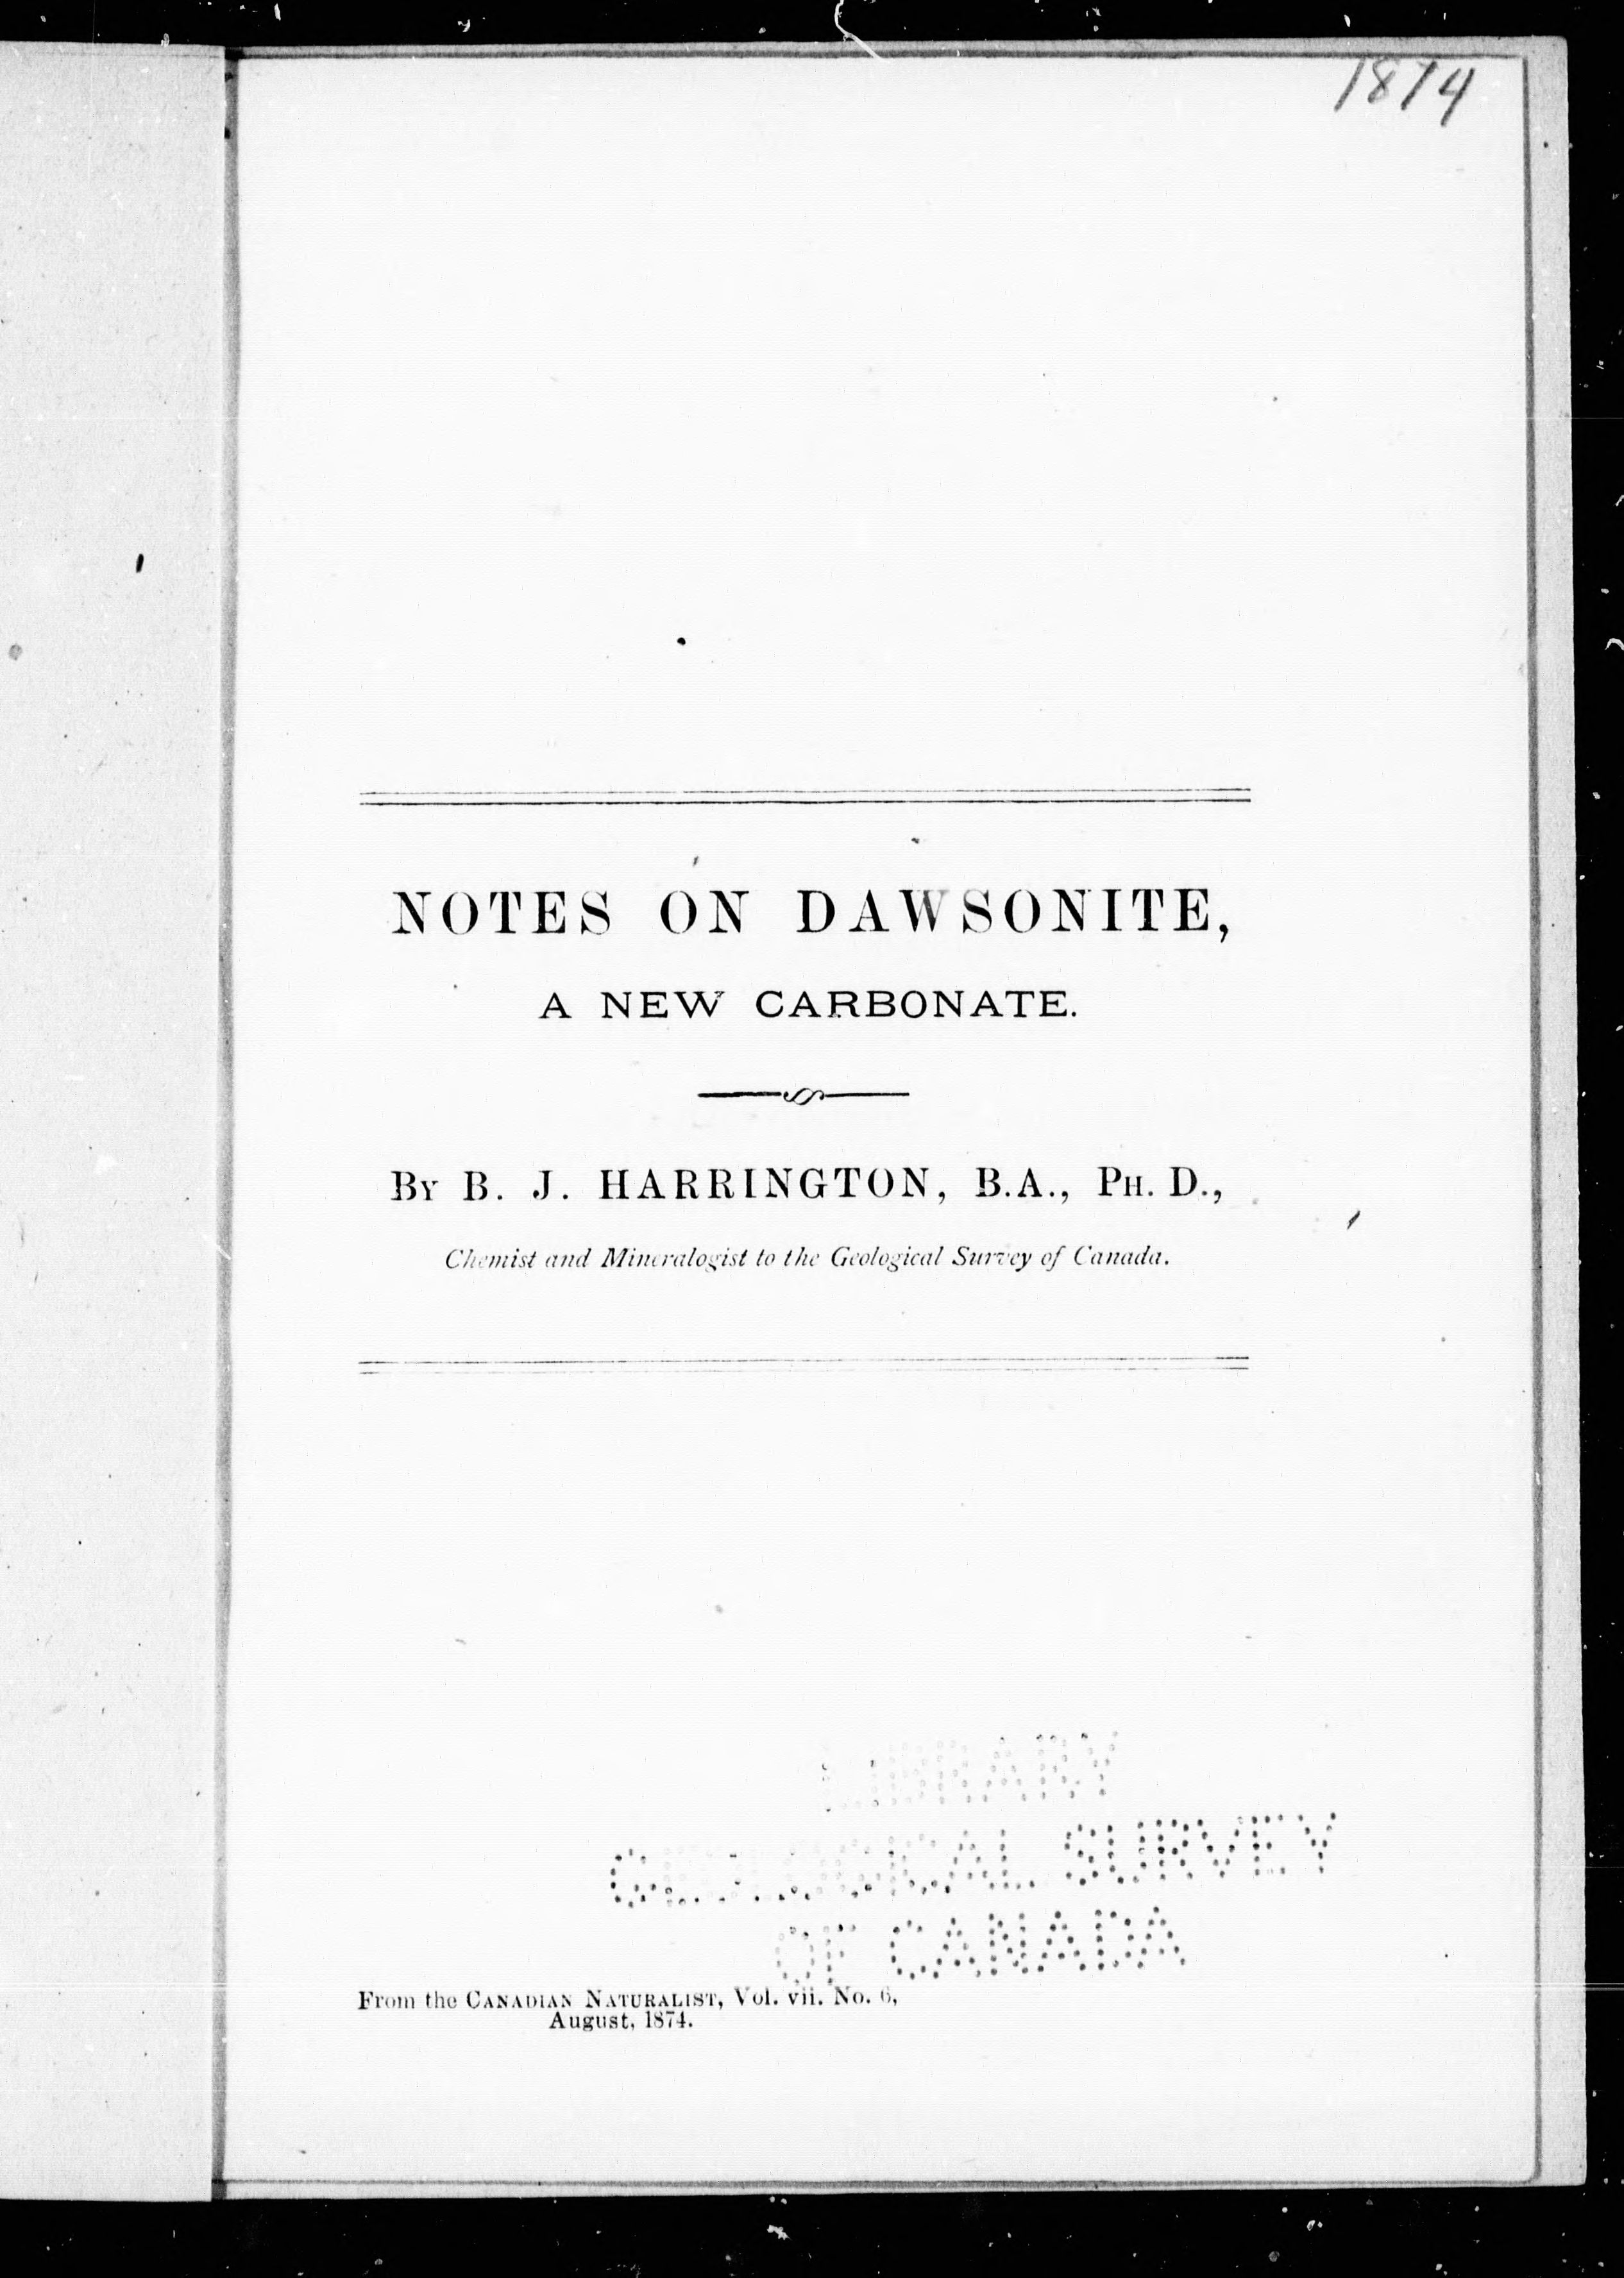 1874
NOTES ON DAWSONITE,
A NEW CARBONATE.
BY B. J. HARRINGTON, B.A., PH. D.,
Chemist and Mineralogist to the Geological Survey of Canada.
LIBRARY
GEOLOGICAL SURVEY
OF CANADA
From the CANADIAN NATURALIST, Vol. vii. No. 6,
August, 1874.